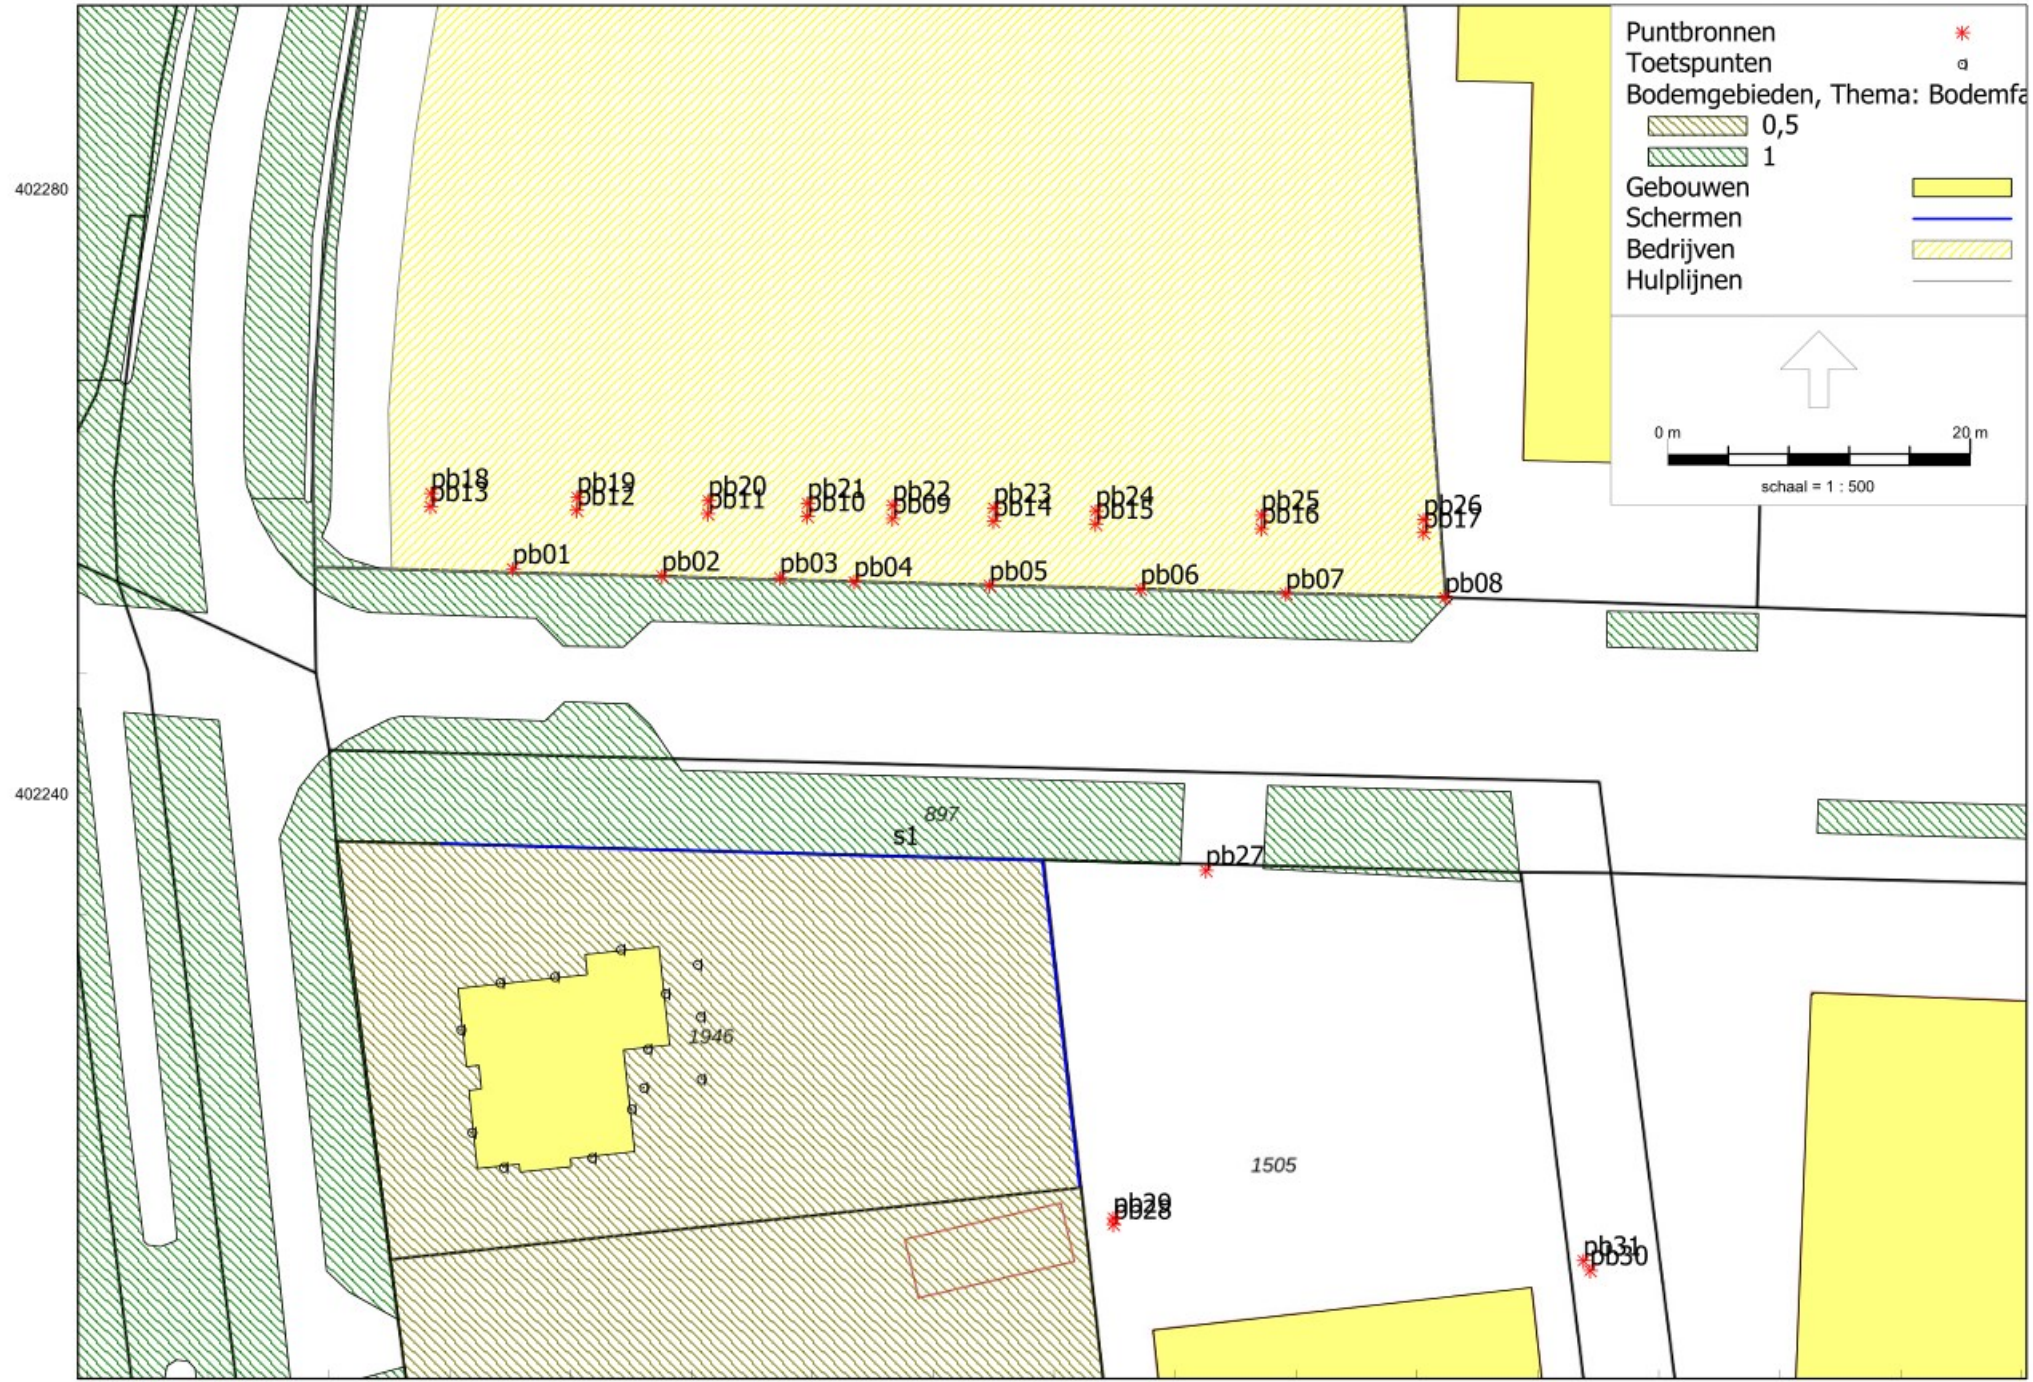 Puntbronnen
Toetspunten
Bodemgebieden, Thema: Bodemfa
0,5
1
Gebouwen
Schermen
Bedrijven
Hulplijnen
0 m 20 m
schaal = 1 : 500
402280
pb18 pb19 pb20 pb21 pb22 pb23 pb24 pb25 pb26
pb13 pb12 pb11 pb10 pb09 pb14 pb15 pb16 pb17
pb01 pb02 pb03 pb04 pb05 pb06 pb07 pb08
402240
897
s1
pb27
1946
1505
pb29
pb28
pb31
pb30